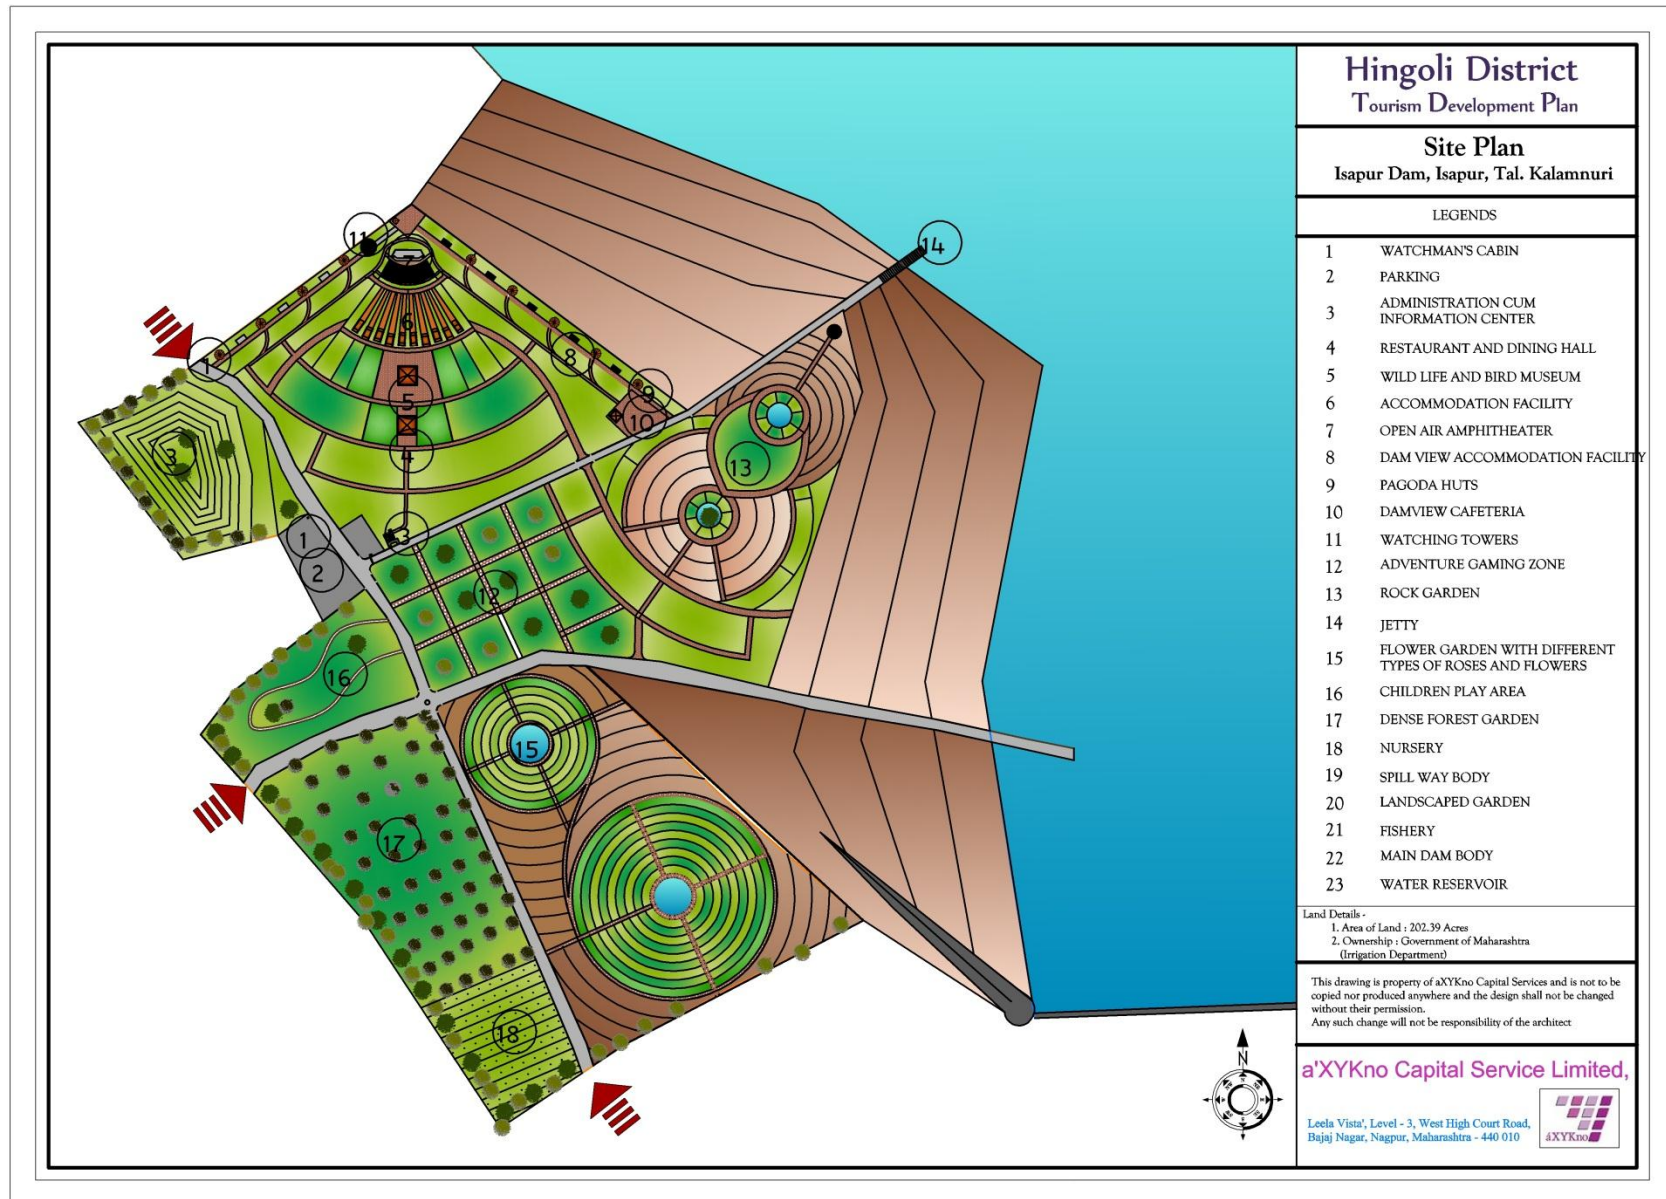 Hingoli District
Tourism Development Plan
Site Plan
Isapur Dam, Isapur, Tal. Kalamnuri
LEGENDS
1 WATCHMAN'S CABIN
2 PARKING
3 ADMINISTRATION CUM
INFORMATION CENTER
4 RESTAURANT AND DINING HALL
5 WILD LIFE AND BIRD MUSEUM
6 ACCOMMODATION FACILITY
7 OPEN AIR AMPHITHEATER
8 DAM VIEW ACCOMMODATION FACILITY
9 PAGODA HUTS
10 DAMVIEW CAFETERIA
11 WATCHING TOWERS
12 ADVENTURE GAMING ZONE
13 ROCK GARDEN
14 JETTY
15 FLOWER GARDEN WITH DIFFERENT
TYPES OF ROSES AND FLOWERS
16 CHILDREN PLAY AREA
17 DENSE FOREST GARDEN
18 NURSERY
19 SPILL WAY BODY
20 LANDSCAPED GARDEN
21 FISHERY
22 MAIN DAM BODY
23 WATER RESERVOIR
Land Details -
1. Area of Land : 202.39 Acres
2. Ownership : Government of Maharashtra
(Irrigation Department)
This drawing is property of aXYKno Capital Services and is not to be
copied nor produced anywhere and the design shall not be changed
without their permission.
Any such change will not be responsibility of the architect
a'XYKno Capital Service Limited,
Leela Vista', Level - 3, West High Court Road,
Bajaj Nagar, Nagpur, Maharashtra - 440 010
áXYKno
11
7
14
6
1
8
5
9
10
4
3
13
1
3
2
12
16
15
17
18
N